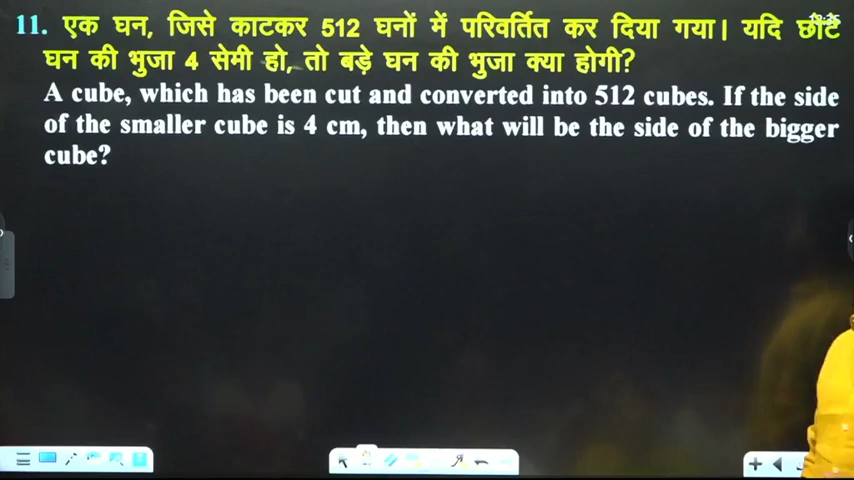 11. एक घन, जिसे काटकर 512 घनों में परिवर्तित कर दिया गया। यदि छोटे
घन की भुजा 4 सेमी हो, तो बड़े घन की भुजा क्या होगी?
A cube, which has been cut and converted into 512 cubes. If the side
of the smaller cube is 4 cm, then what will be the side of the bigger
cube?